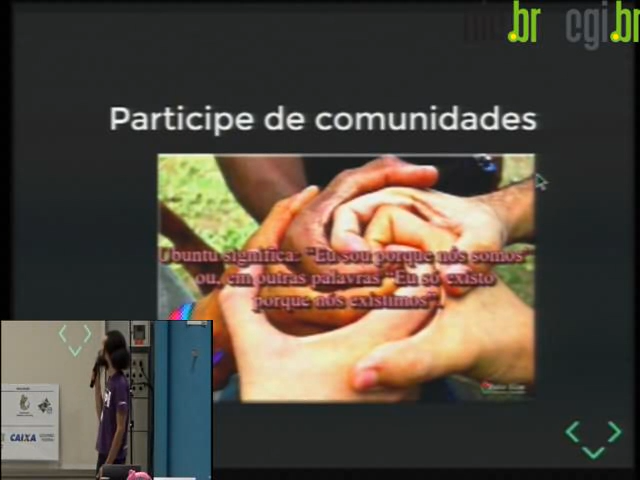 nic.br cgi.br
Participe de comunidades
Ubuntu significa: "Eu sou porque nós somos"
ou, em outras palavras "Eu só existo
porque nós existimos".
CAIXA